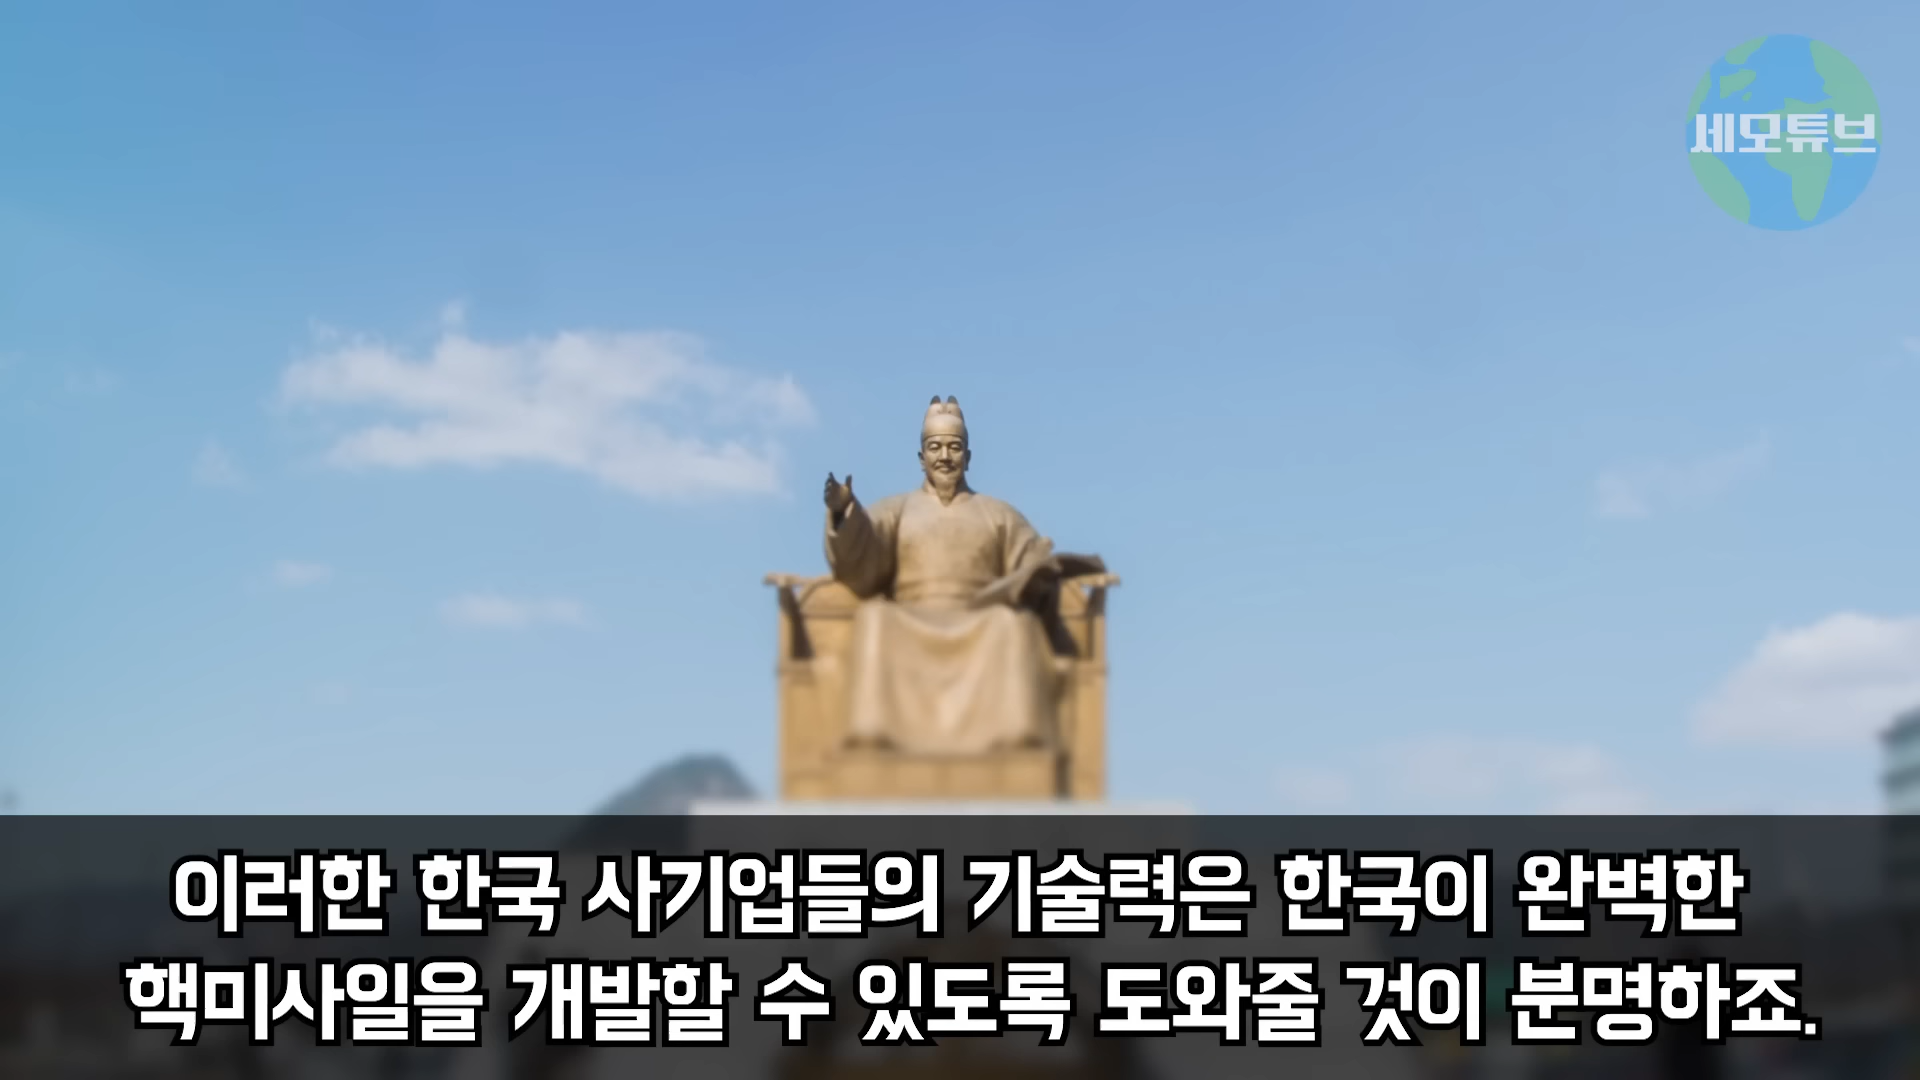 세모튜브
이러한 한국 사기업들의 기술력은 한국이 완벽한
핵미사일을 개발할 수 있도록 도와줄 것이 분명하죠.